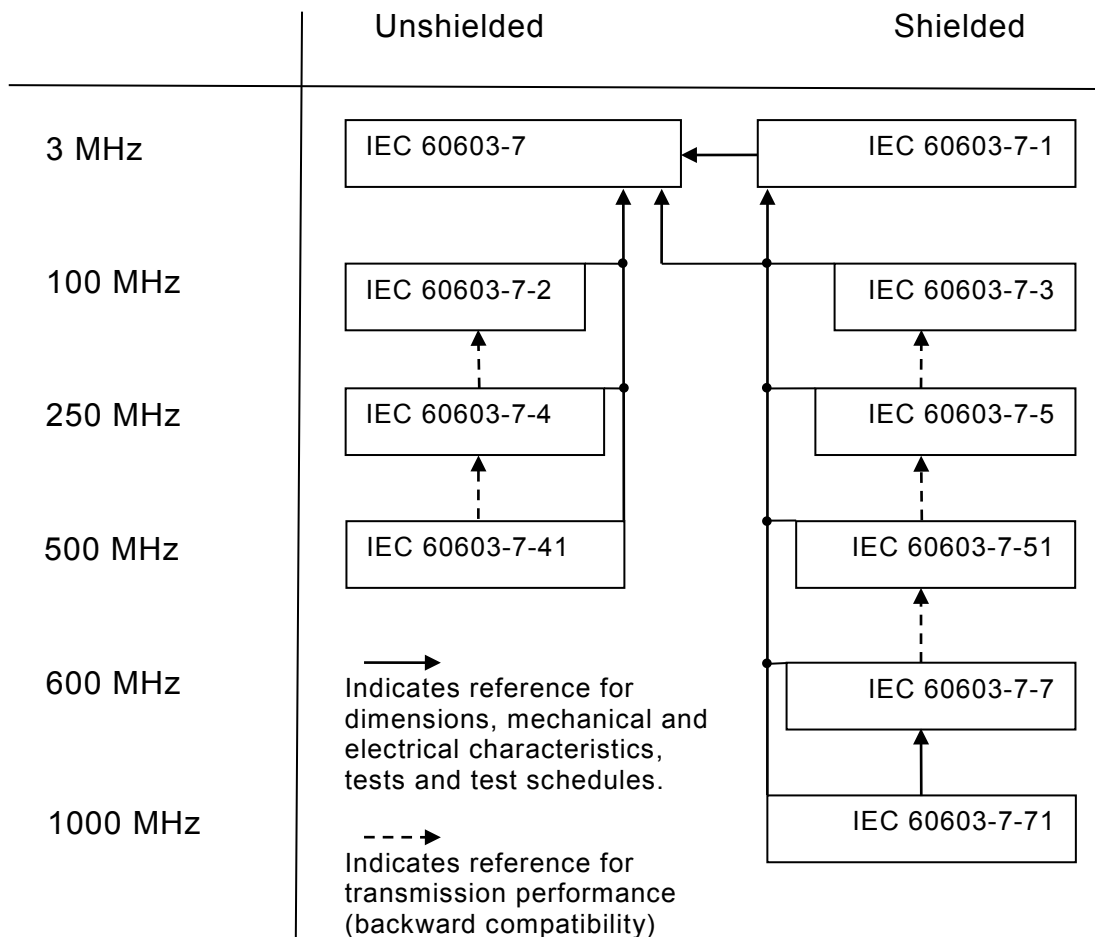 Unshielded Shielded
3 MHz IEC 60603-7 IEC 60603-7-1
100 MHz IEC 60603-7-2 IEC 60603-7-3
250 MHz IEC 60603-7-4 IEC 60603-7-5
500 MHz IEC 60603-7-41 IEC 60603-7-51
600 MHz IEC 60603-7-7
Indicates reference for
dimensions, mechanical and
electrical characteristics,
tests and test schedules.
1000 MHz IEC 60603-7-71
Indicates reference for
transmission performance
(backward compatibility)